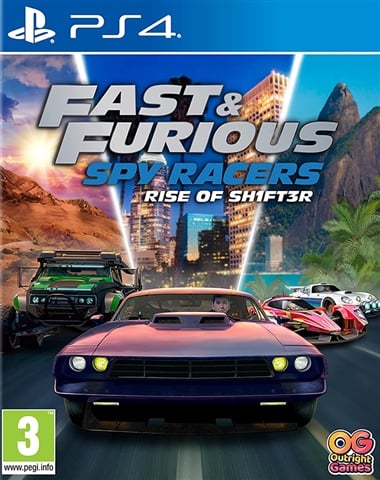 PS4
FAST &
FURIOUS
SPY RACERS
RISE OF SH1FT3R
3
www.pegi.info
OG
Outright
Games